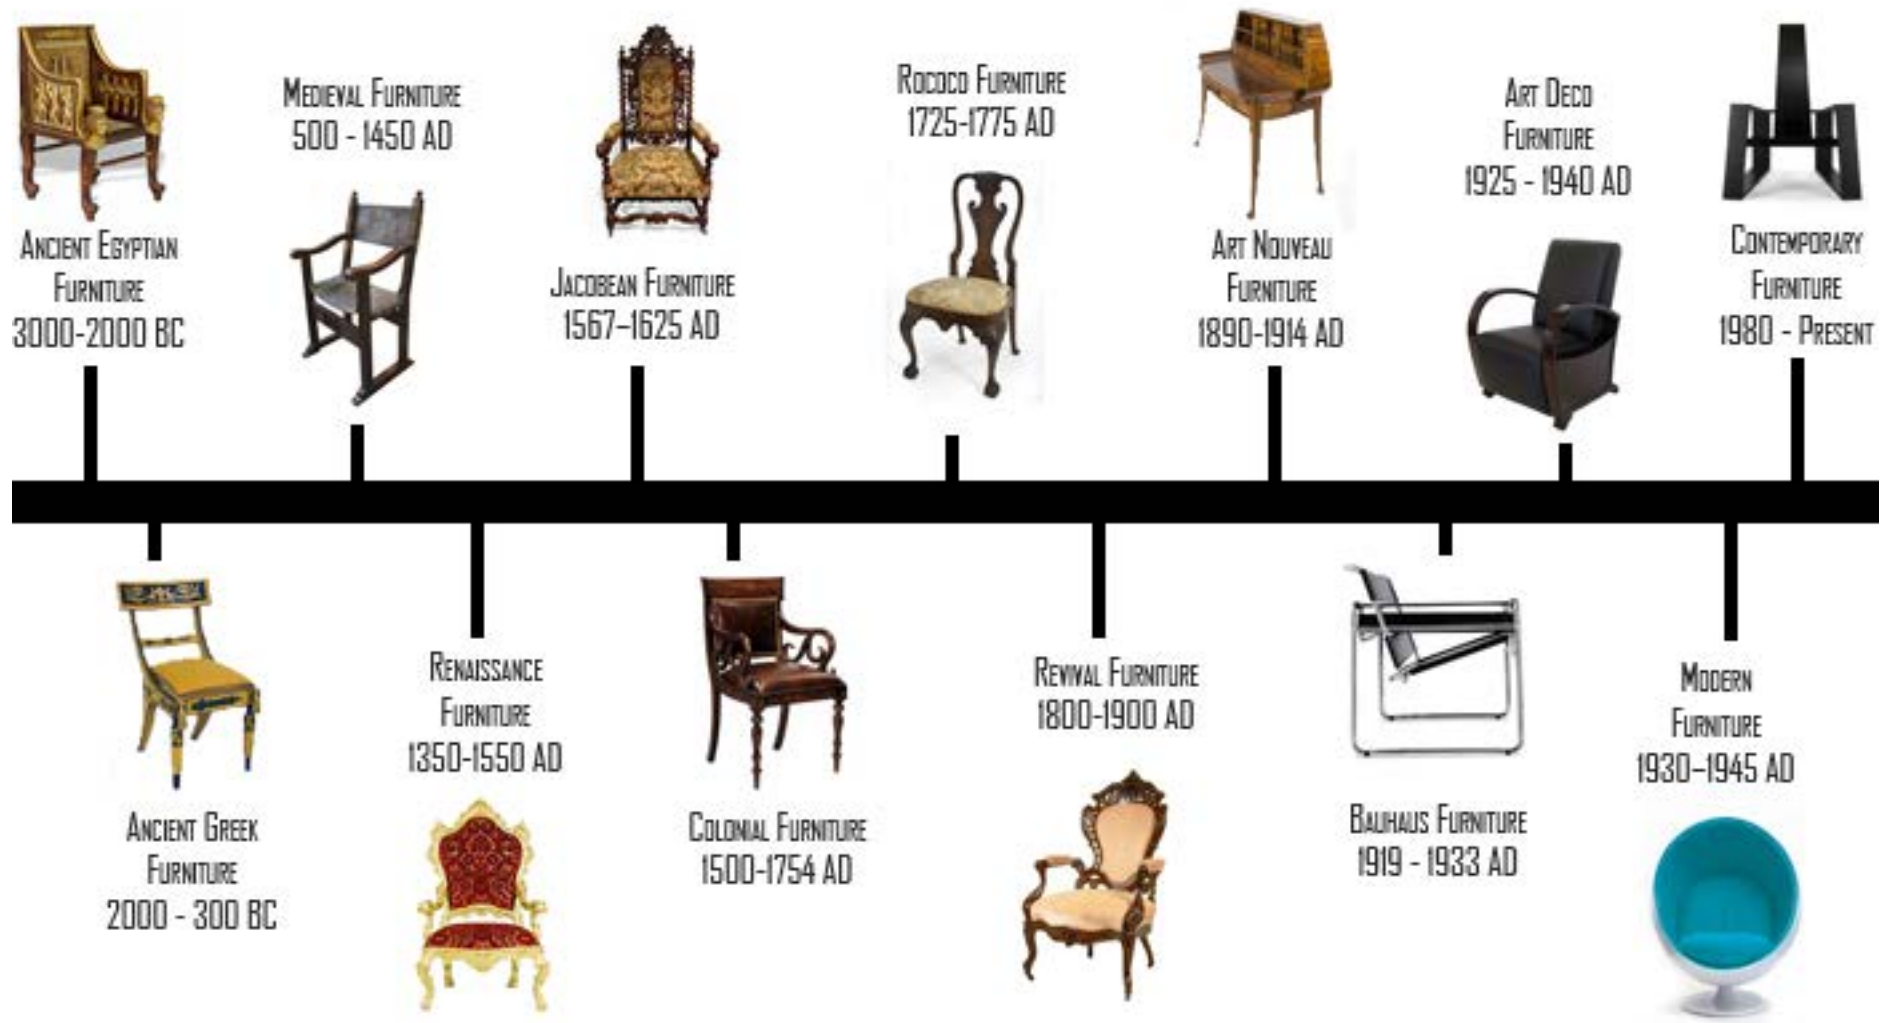 Ancient Egyptian
Furniture
3000-2000 BC
Medieval Furniture
500 - 1450 AD
Jacobean Furniture
1567–1625 AD
Rococo Furniture
1725-1775 AD
Art Nouveau
Furniture
1890-1914 AD
Art Deco
Furniture
1925 - 1940 AD
Contemporary
Furniture
1980 - Present
Ancient Greek
Furniture
2000 - 300 BC
Renaissance
Furniture
1350-1550 AD
Colonial Furniture
1500-1754 AD
Revival Furniture
1800-1900 AD
Bauhaus Furniture
1919 - 1933 AD
Modern
Furniture
1930–1945 AD